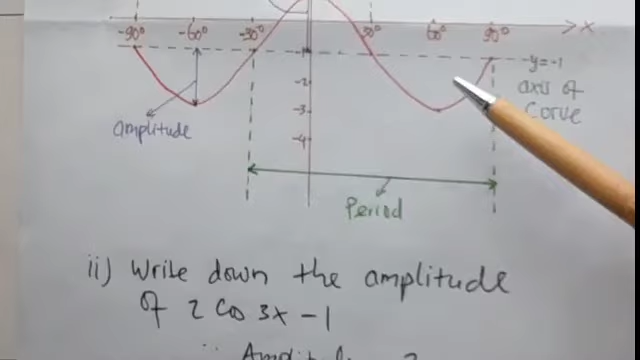 -90° -60° -30° 30° 60° 90° x
-1
-y=-1
-2
axis of
-3
Curve
amplitude
-4
Period
ii) Write down the amplitude
of 2 Cos 3x - 1